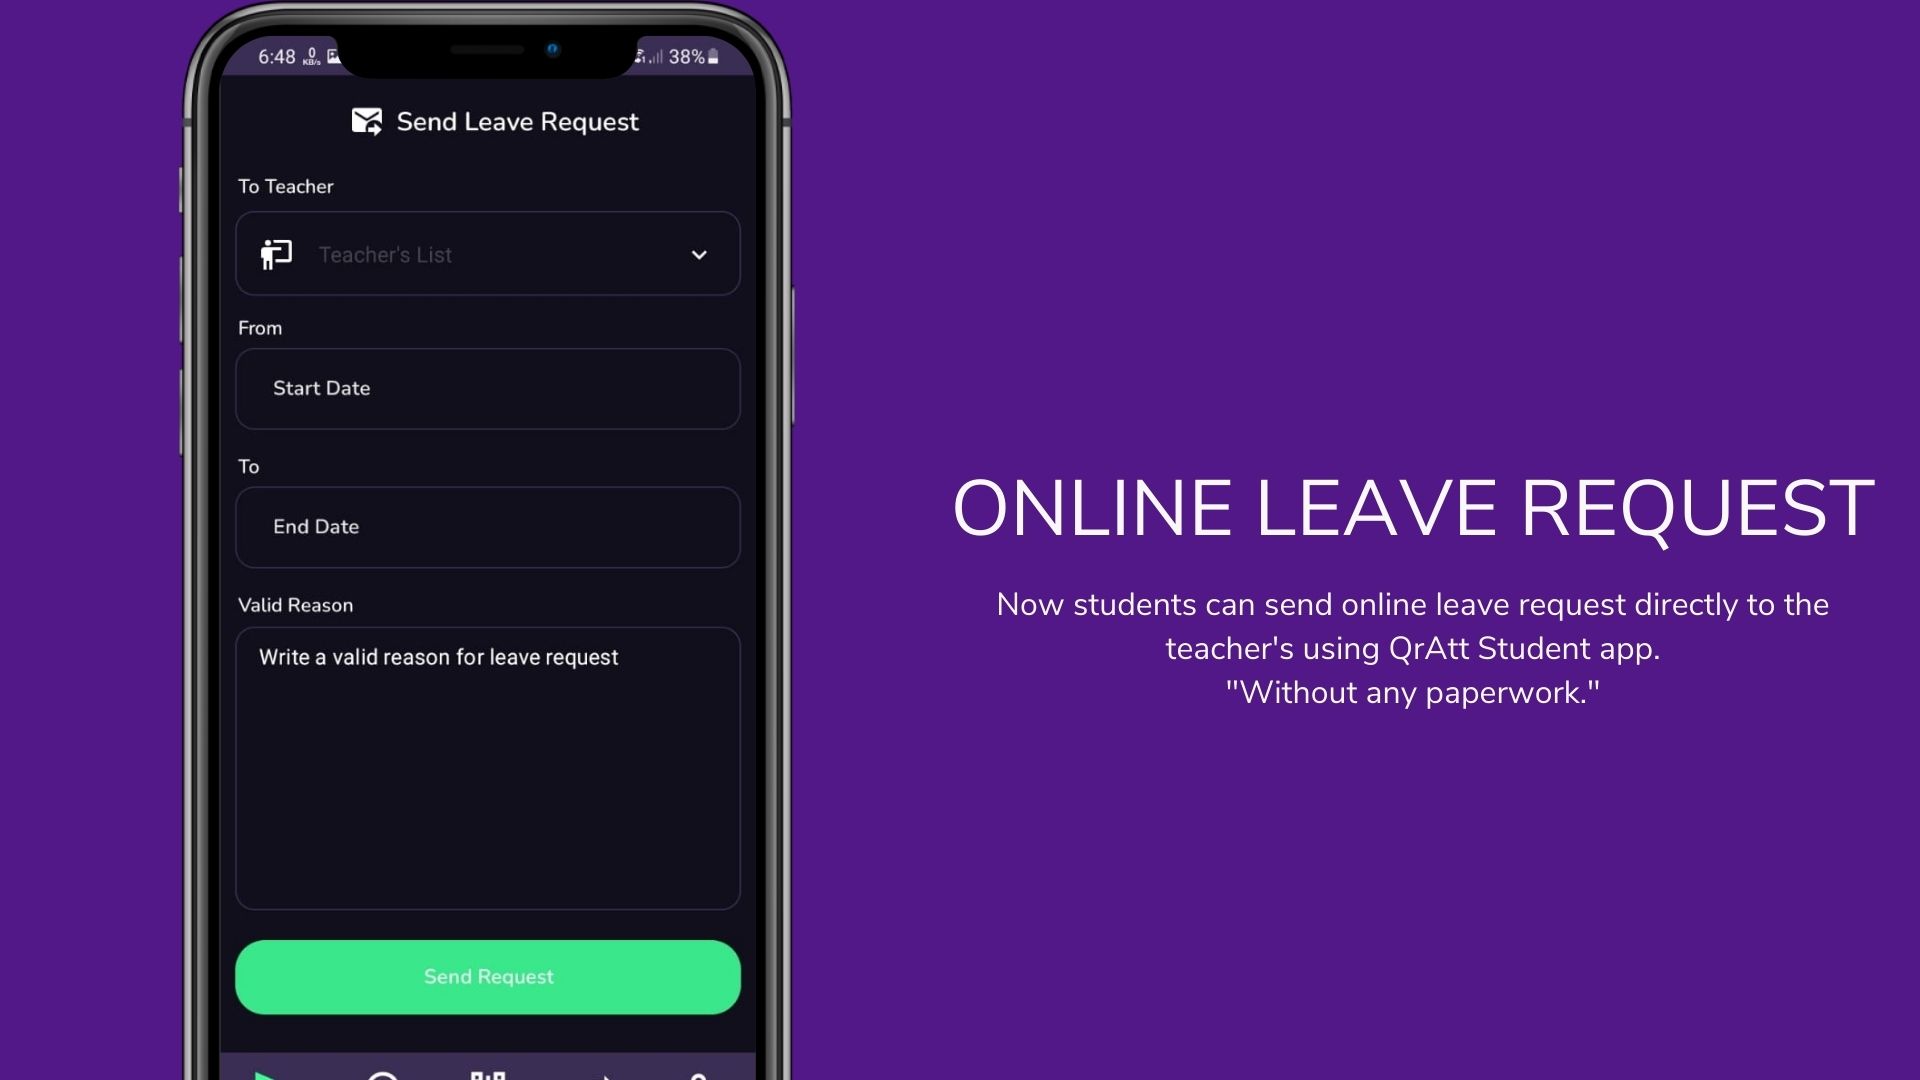 6:48 0 KB/s 38%
Send Leave Request
To Teacher
Teacher's List
From
Start Date
To
End Date
Valid Reason
Write a valid reason for leave request
Send Request
ONLINE LEAVE REQUEST
Now students can send online leave request directly to the
teacher's using QrAtt Student app.
"Without any paperwork."